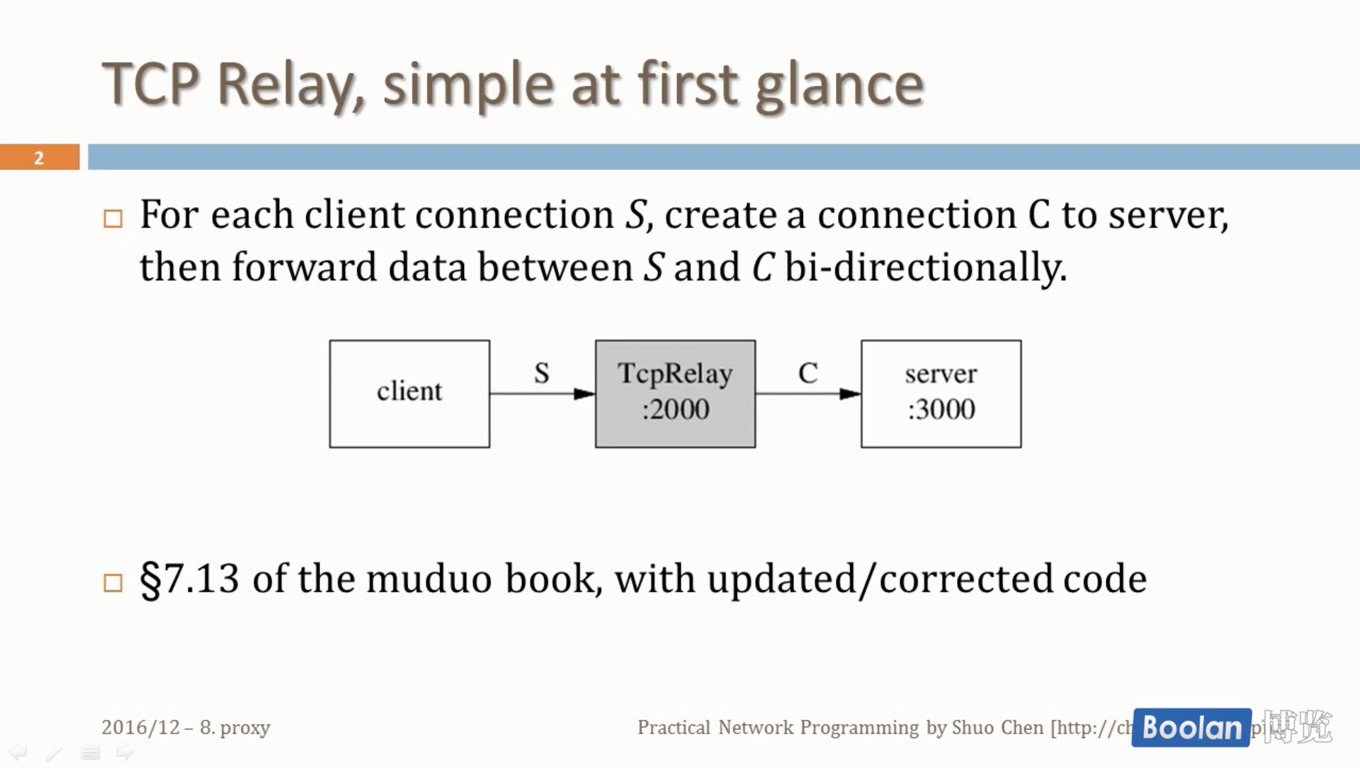 TCP Relay, simple at first glance
2
For each client connection S, create a connection C to server,
then forward data between S and C bi-directionally.
client
S
TcpRelay
:2000
C
server
:3000
§7.13 of the muduo book, with updated/corrected code
2016/12 – 8. proxy
Practical Network Programming by Shuo Chen [http://ch
Boolan 博览